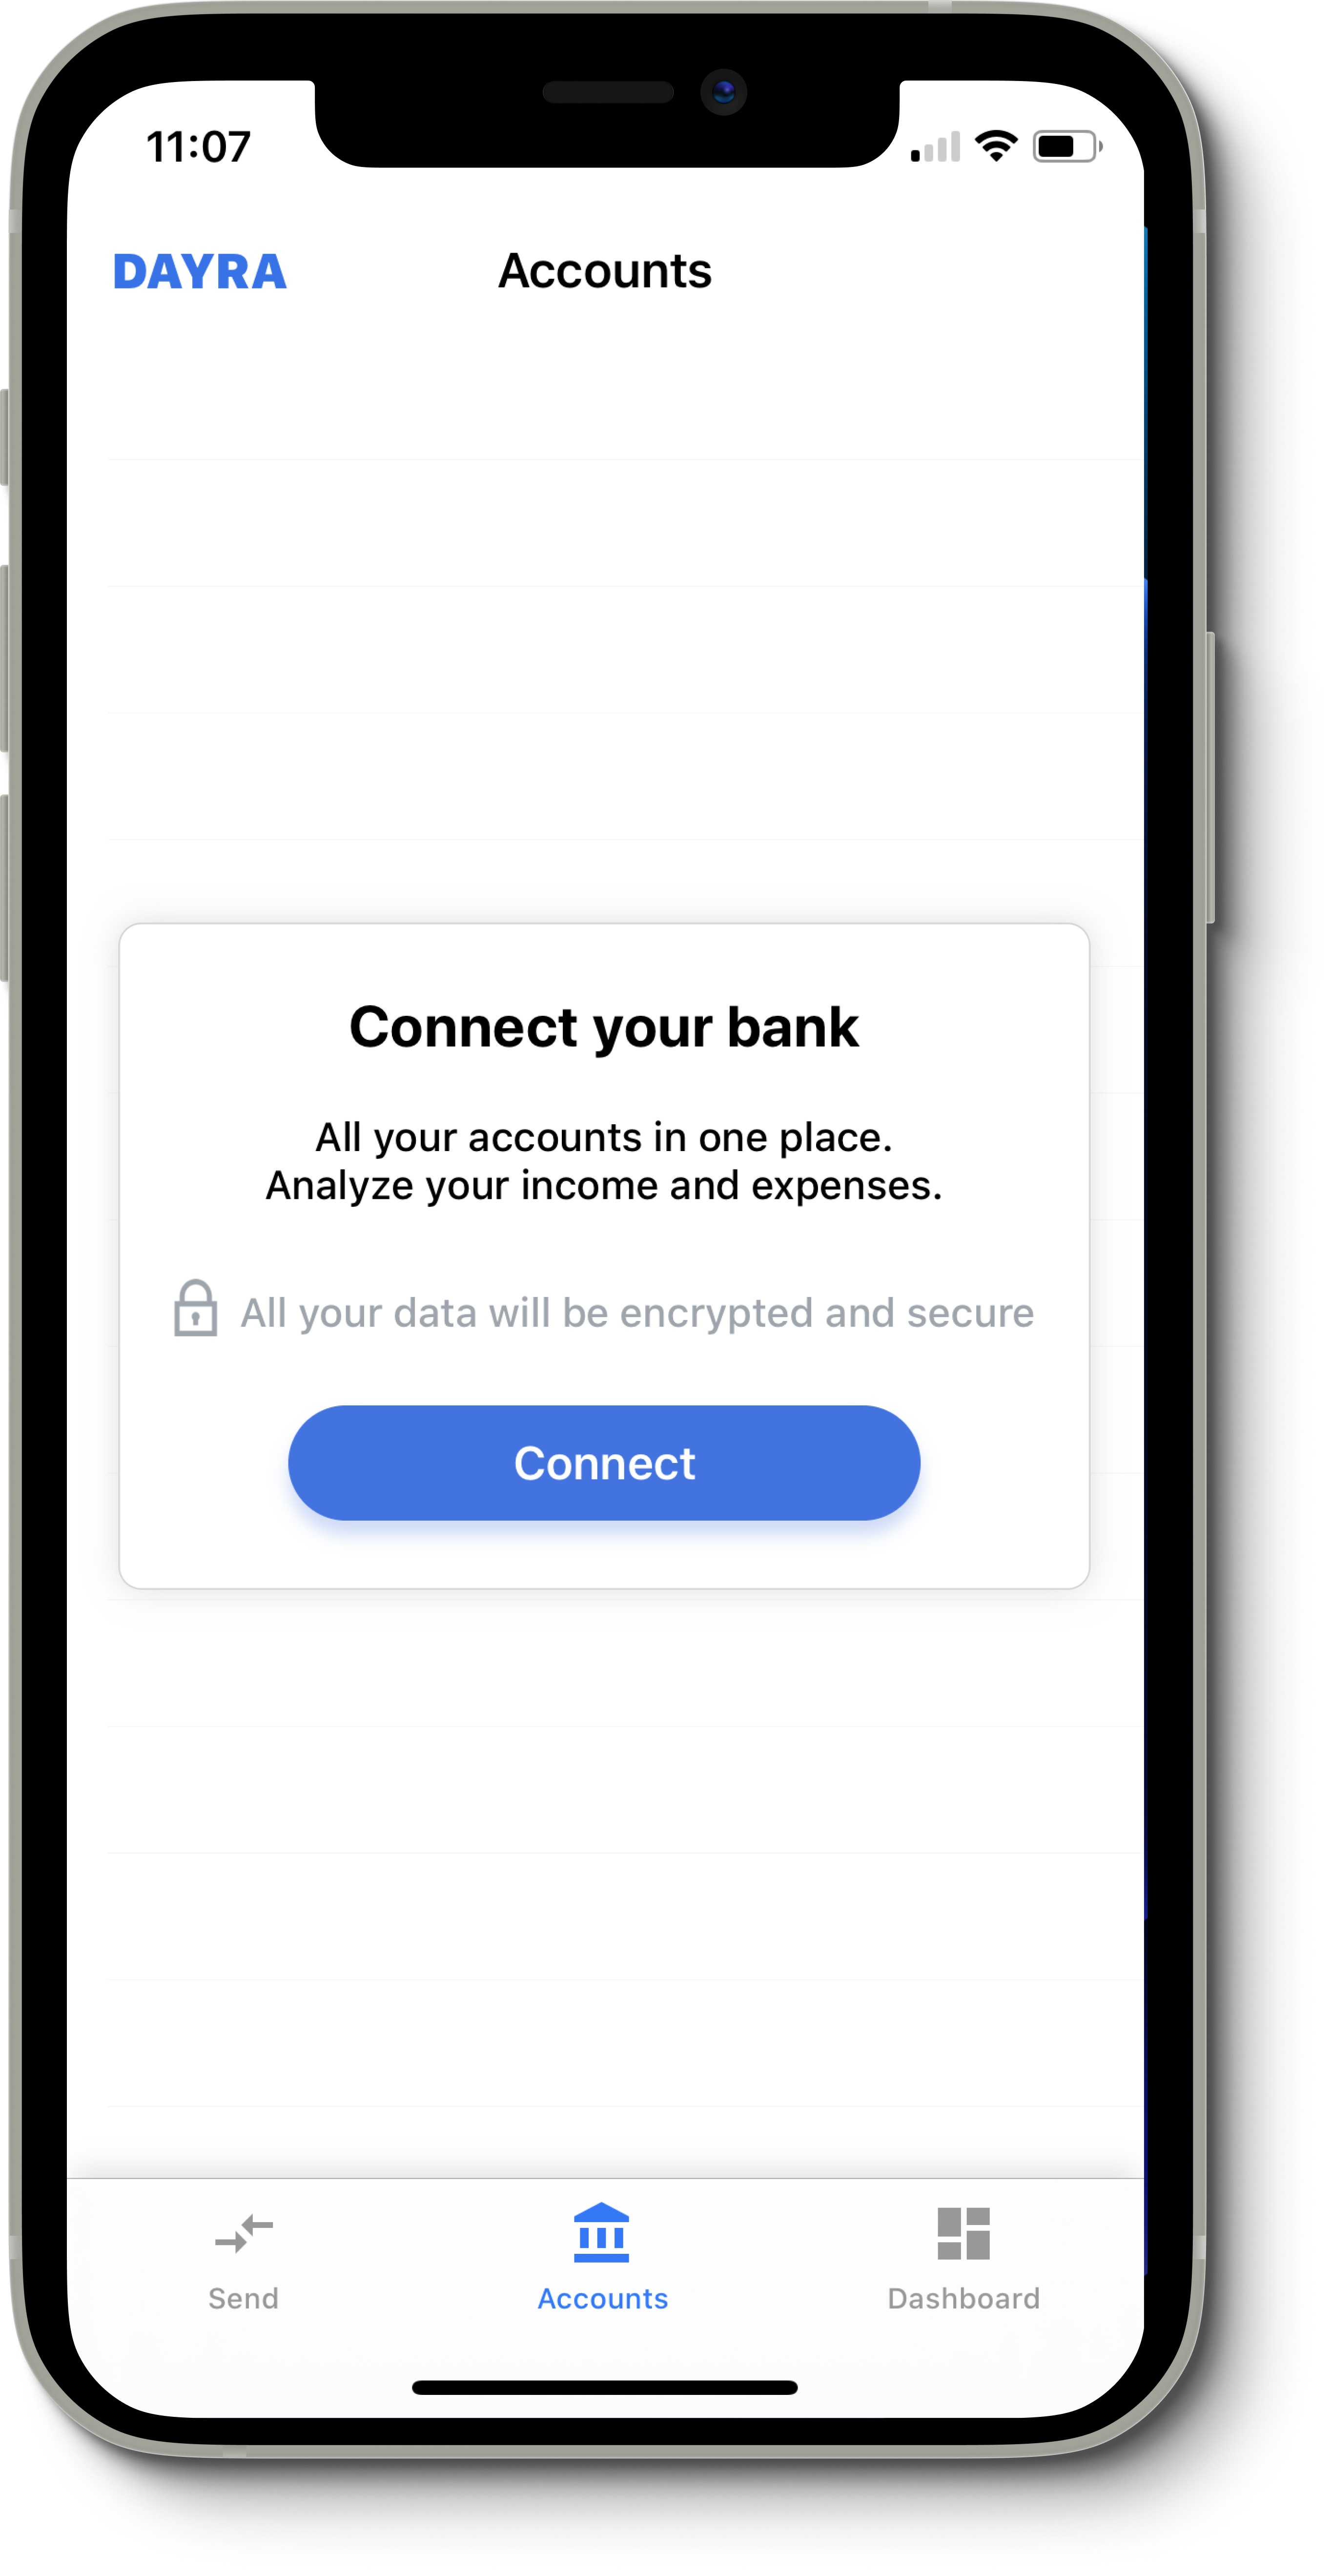 11:07
DAYRA
Accounts
Connect your bank
All your accounts in one place.
Analyze your income and expenses.
All your data will be encrypted and secure
Connect
Send
Accounts
Dashboard